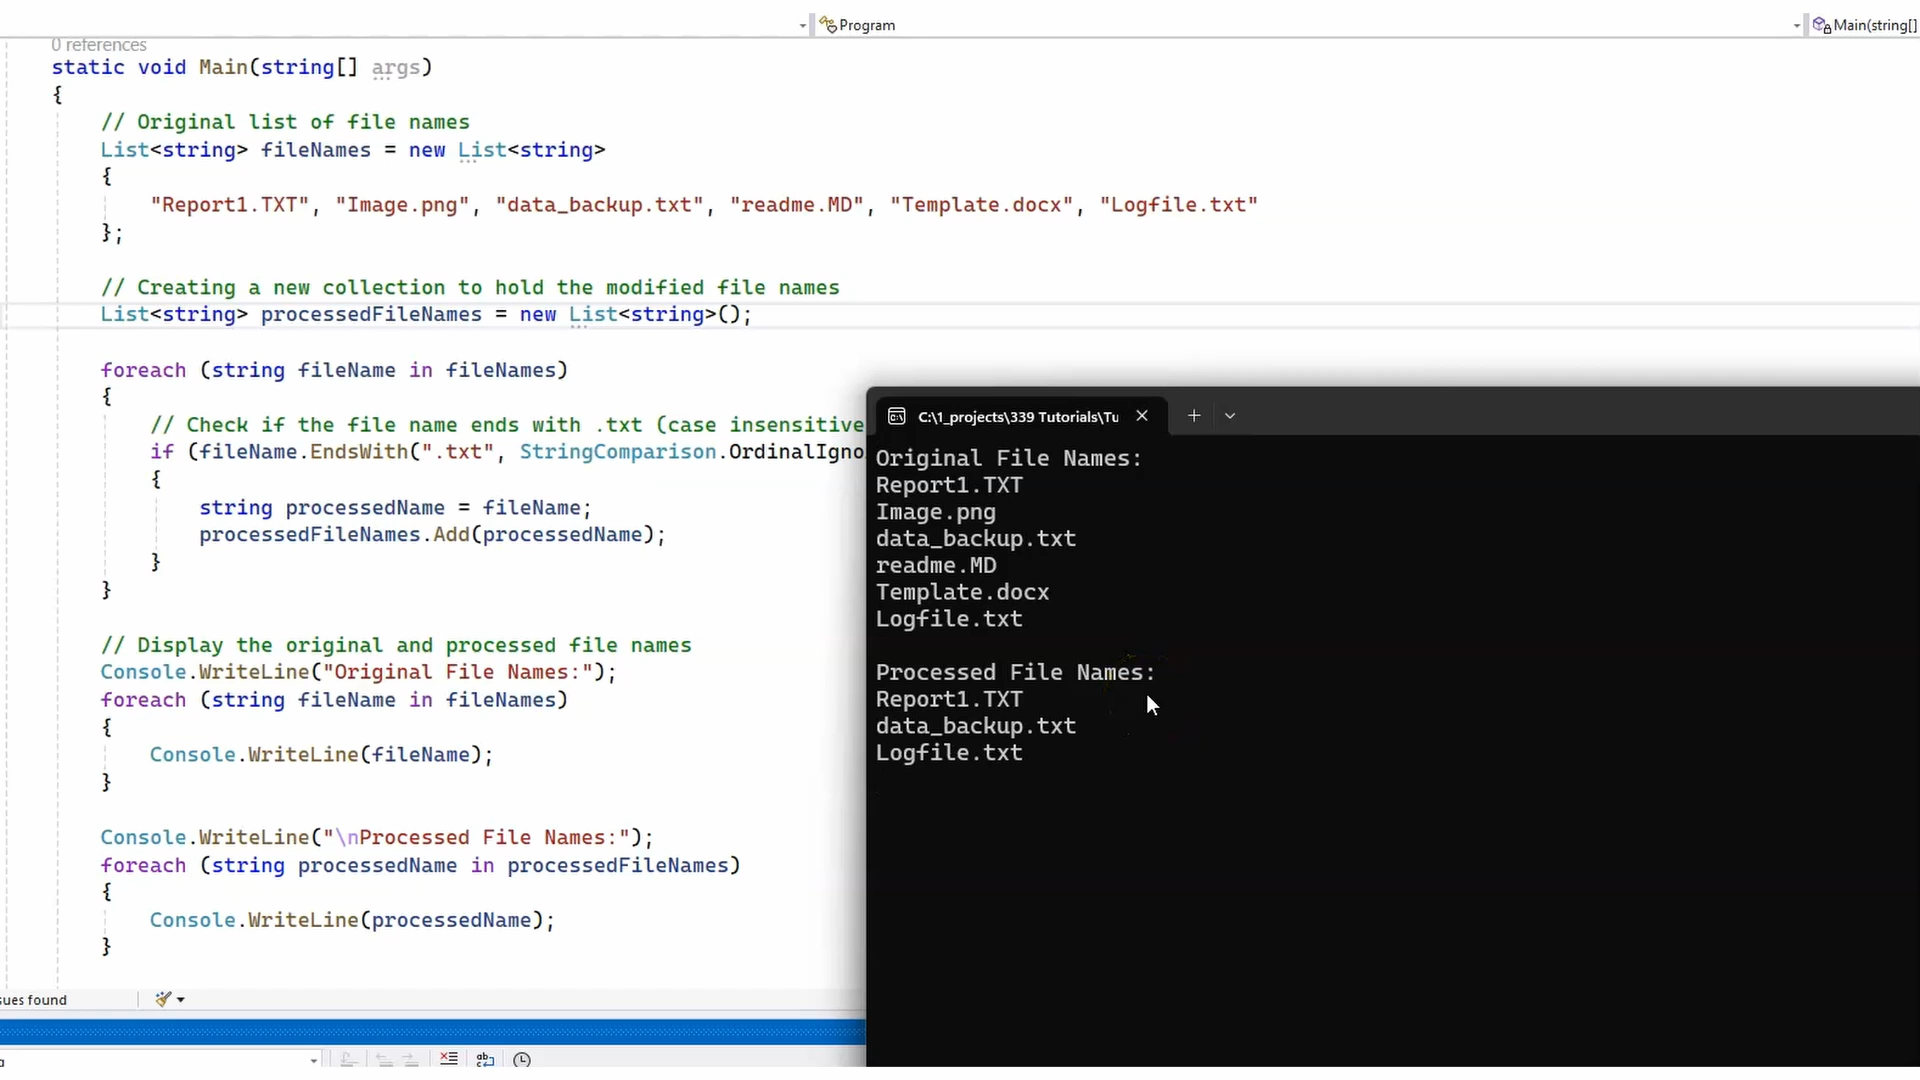 Program
Main(string[]
0 references
static void Main(string[] args)
{
// Original list of file names
List<string> fileNames = new List<string>
{
"Report1.TXT", "Image.png", "data_backup.txt", "readme.MD", "Template.docx", "Logfile.txt"
};
// Creating a new collection to hold the modified file names
List<string> processedFileNames = new List<string>();
foreach (string fileName in fileNames)
{
// Check if the file name ends with .txt (case insensitive
if (fileName.EndsWith(".txt", StringComparison.OrdinalIgno
{
string processedName = fileName;
processedFileNames.Add(processedName);
}
}
// Display the original and processed file names
Console.WriteLine("Original File Names:");
foreach (string fileName in fileNames)
{
Console.WriteLine(fileName);
}
Console.WriteLine("\nProcessed File Names:");
foreach (string processedName in processedFileNames)
{
Console.WriteLine(processedName);
}
sues found
C:\1_projects\339 Tutorials\Tu
Original File Names:
Report1.TXT
Image.png
data_backup.txt
readme.MD
Template.docx
Logfile.txt
Processed File Names:
Report1.TXT
data_backup.txt
Logfile.txt